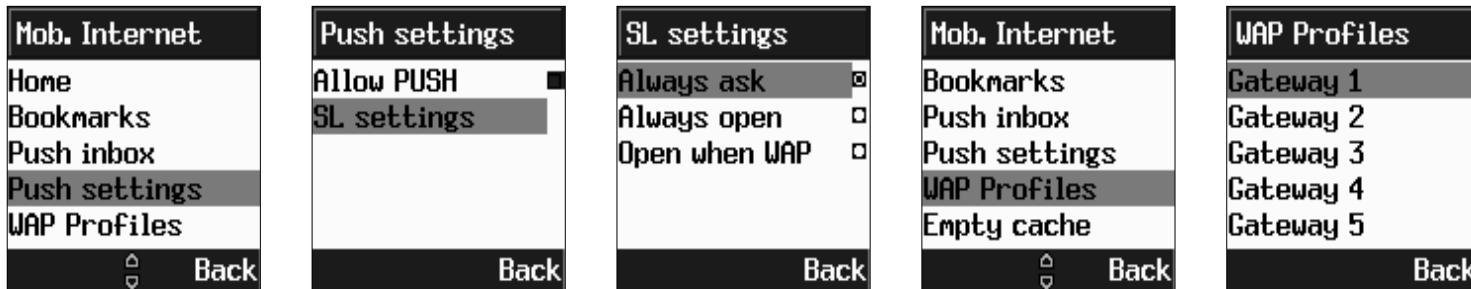 Mob. Internet
Home
Bookmarks
Push inbox
Push settings
WAP Profiles
Back
Push settings
Allow PUSH
SL settings
Back
SL settings
Always ask
Always open
Open when WAP
Back
Mob. Internet
Bookmarks
Push inbox
Push settings
WAP Profiles
Empty cache
Back
WAP Profiles
Gateway 1
Gateway 2
Gateway 3
Gateway 4
Gateway 5
Back